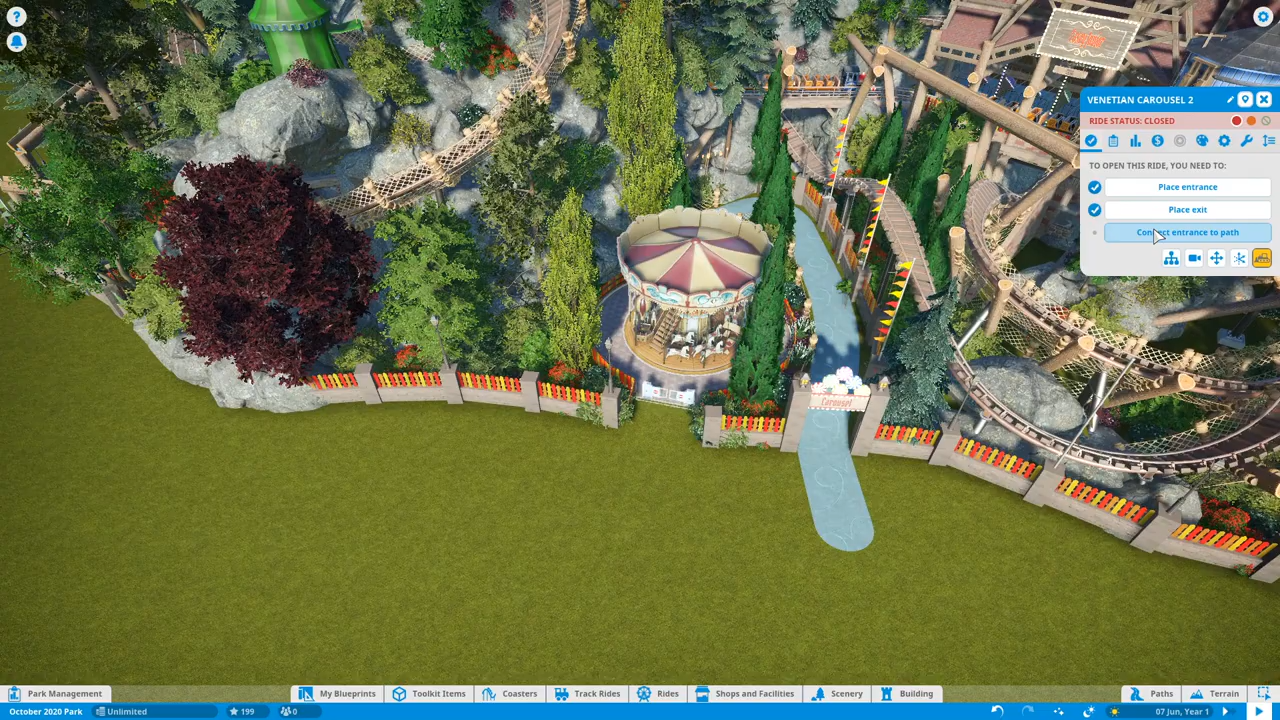 VENETIAN CAROUSEL 2
RIDE STATUS: CLOSED
TO OPEN THIS RIDE, YOU NEED TO:
Place entrance
Place exit
Connect entrance to path
Carousel
Park Management
My Blueprints
Toolkit Items
Coasters
Track Rides
Rides
Shops and Facilities
Scenery
Building
Paths
Terrain
October 2020 Park
Unlimited
199
0
07 Jun, Year 1